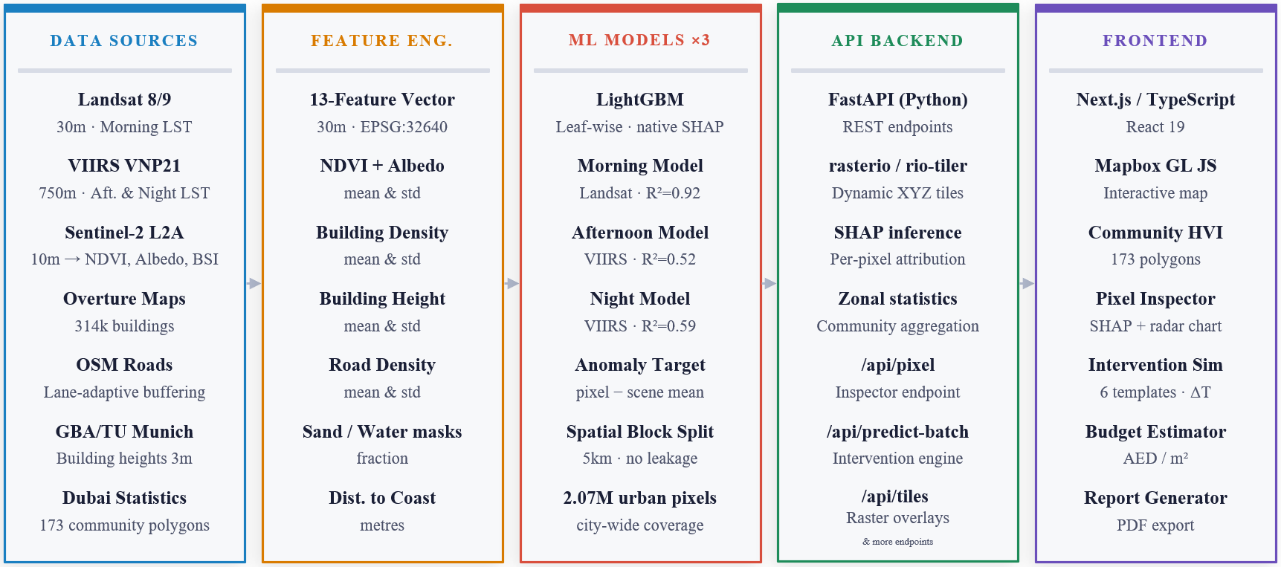 DATA SOURCES
Landsat 8/9
30m · Morning LST
VIIRS VNP21
750m · Aft. & Night LST
Sentinel-2 L2A
10m → NDVI, Albedo, BSI
Overture Maps
314k buildings
OSM Roads
Lane-adaptive buffering
GBA/TU Munich
Building heights 3m
Dubai Statistics
173 community polygons
FEATURE ENG.
13-Feature Vector
30m · EPSG:32640
NDVI + Albedo
mean & std
Building Density
mean & std
Building Height
mean & std
Road Density
mean & std
Sand / Water masks
fraction
Dist. to Coast
metres
ML MODELS ×3
LightGBM
Leaf-wise · native SHAP
Morning Model
Landsat · R²=0.92
Afternoon Model
VIIRS · R²=0.52
Night Model
VIIRS · R²=0.59
Anomaly Target
pixel − scene mean
Spatial Block Split
5km · no leakage
2.07M urban pixels
city-wide coverage
API BACKEND
FastAPI (Python)
REST endpoints
rasterio / rio-tiler
Dynamic XYZ tiles
SHAP inference
Per-pixel attribution
Zonal statistics
Community aggregation
/api/pixel
Inspector endpoint
/api/predict-batch
Intervention engine
/api/tiles
Raster overlays
& more endpoints
FRONTEND
Next.js / TypeScript
React 19
Mapbox GL JS
Interactive map
Community HVI
173 polygons
Pixel Inspector
SHAP + radar chart
Intervention Sim
6 templates · ΔT
Budget Estimator
AED / m²
Report Generator
PDF export